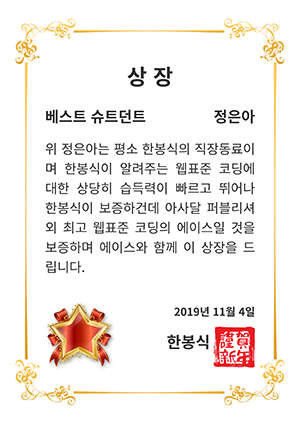 상 장
베스트 슈트던트 정은아
위 정은아는 평소 한봉식의 직장동료이
며 한봉식이 알려주는 웹표준 코딩에
대한 상당히 습득력이 빠르고 뛰어나
한봉식이 보증하건데 아사달 퍼블리셔
외 최고 웹표준 코딩의 에이스일 것을
보증하며 에이스와 함께 이 상장을 드
립니다.
2019년 11월 4일
한봉식
謹賀新年